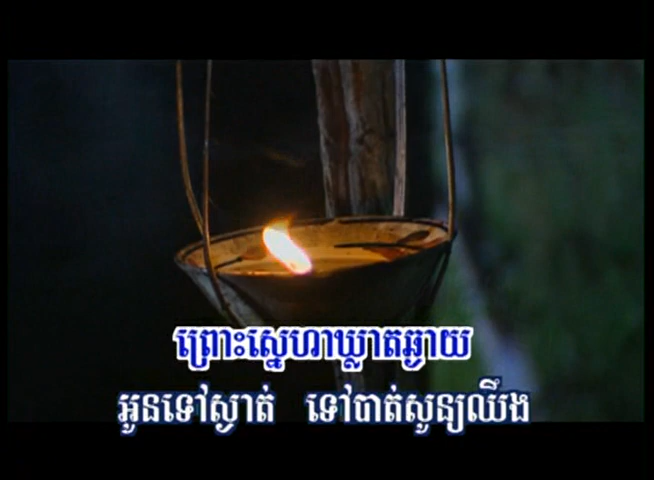 ព្រោះស្នេហាឃ្លាតឆ្ងាយ
អូនទៅស្ងាត់ ទៅបាត់សូន្យឈឹង